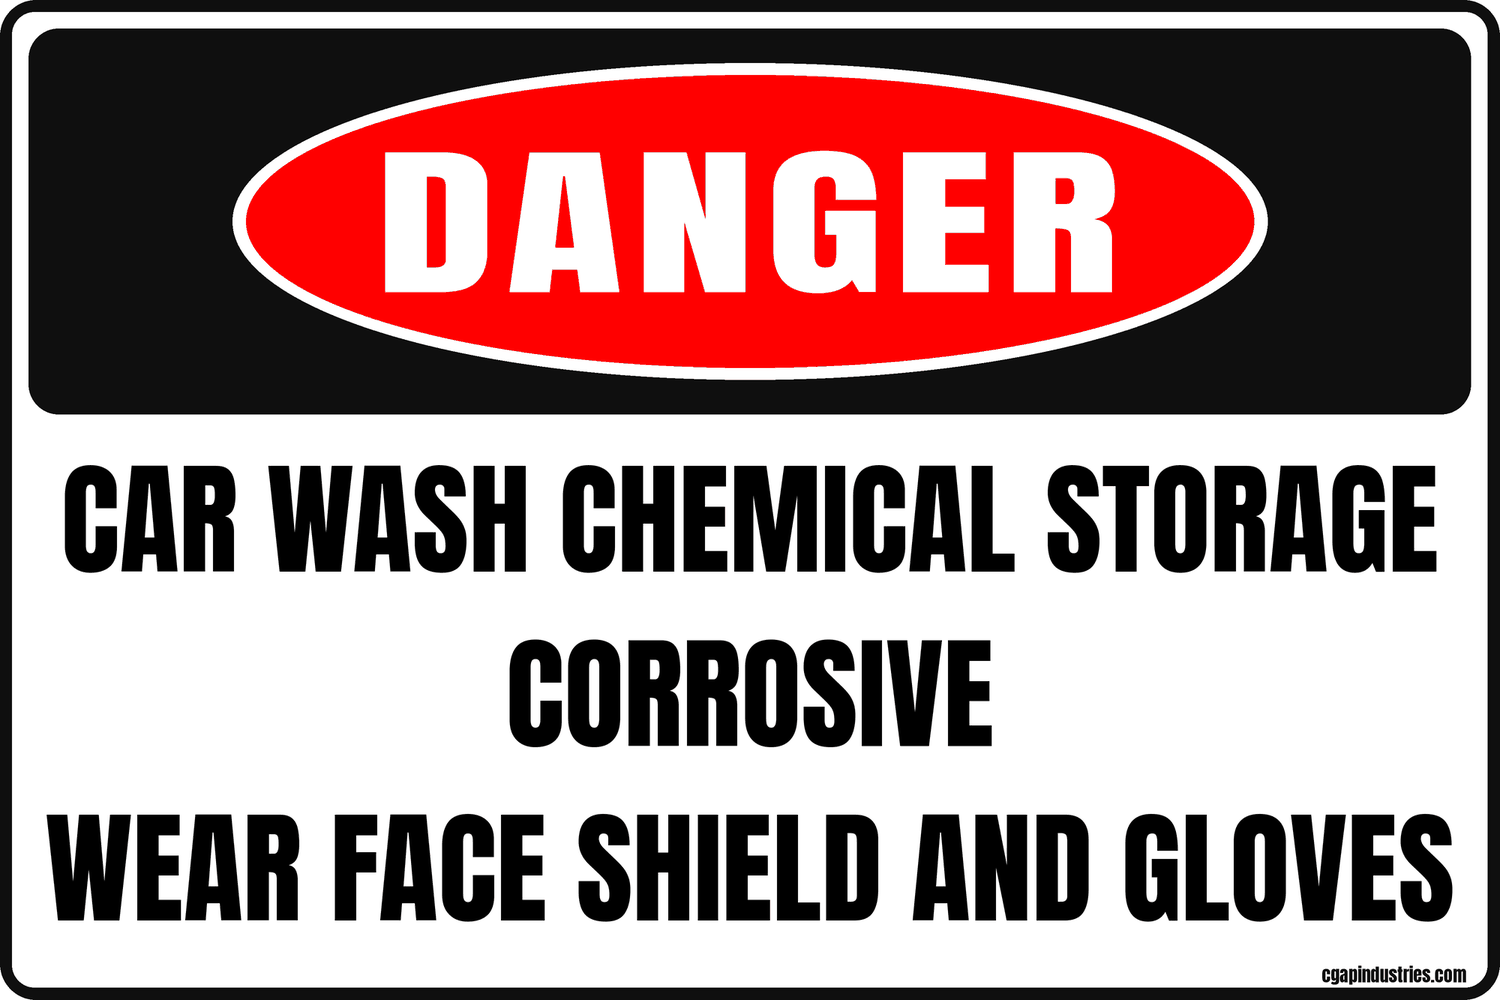 DANGER
CAR WASH CHEMICAL STORAGE
CORROSIVE
WEAR FACE SHIELD AND GLOVES
cgapindustries.com